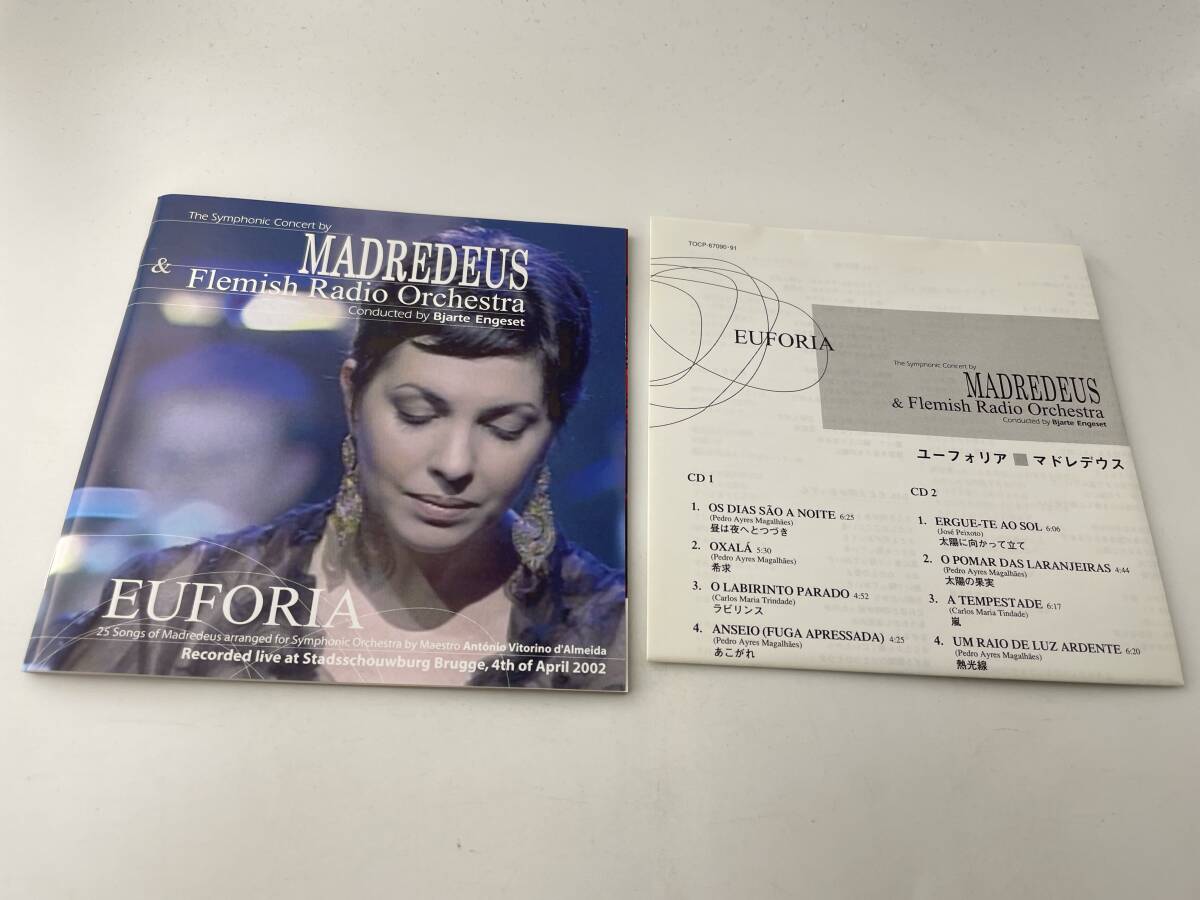 The Symphonic Concert by
MADREDEUS
& Flemish Radio Orchestra
Conducted by Bjarte Engeset
EUFORIA
25 Songs of Madredeus arranged for Symphonic Orchestra by Maestro António Vitorino d'Almeida
Recorded live at Stadsschouwburg Brugge, 4th of April 2002
TOCP-67090·91
EUFORIA
The Symphonic Concert by
MADREDEUS
& Flemish Radio Orchestra
Conducted by Bjarte Engeset
ユーフォリア ■ マドレデウス
CD 1
1. OS DIAS SÃO A NOITE 6:25
(Pedro Ayres Magalhães)
昼は夜へとつづき
2. OXALÁ 5:30
(Pedro Ayres Magalhães)
希求
3. O LABIRINTO PARADO 4:52
(Carlos Maria Trindade)
ラビリンス
4. ANSEIO (FUGA APRESSADA) 4:25
(Pedro Ayres Magalhães)
あこがれ
CD 2
1. ERGUE-TE AO SOL 6:06
(José Peixoto)
太陽に向かって立て
2. O POMAR DAS LARANJEIRAS 4:44
(Pedro Ayres Magalhães)
太陽の果実
3. A TEMPESTADE 6:17
(Carlos Maria Tindade)
嵐
4. UM RAIO DE LUZ ARDENTE 6:20
(Pedro Ayres Magalhães)
熱光線